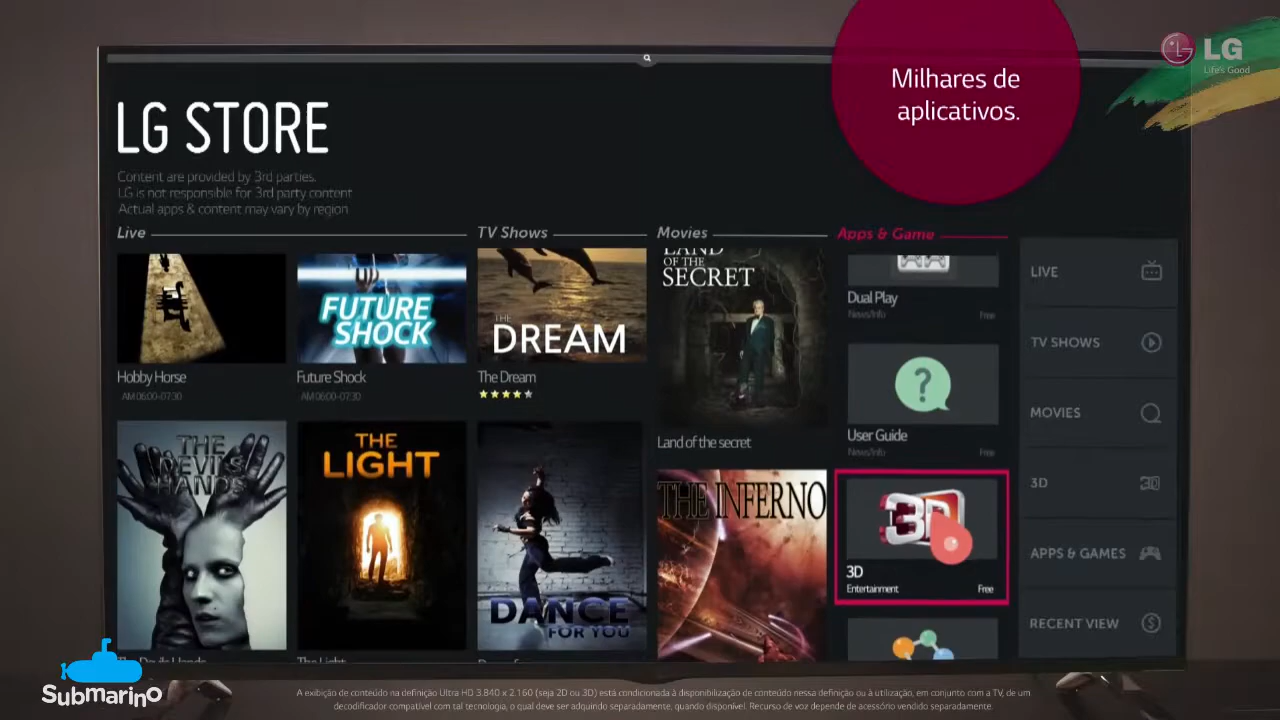 Milhares de
aplicativos.
LG
Life's Good
LG STORE
Content are provided by 3rd parties.
LG is not responsible for 3rd party content
Actual apps & content may vary by region
Live
TV Shows
Movies
Apps & Game
FUTURE
SHOCK
THE
DREAM
LAND
OF THE
SECRET
Hobby Horse
AM 06:00-07:30
Future Shock
AM 06:00-07:30
The Dream
Land of the secret
Dual Play
News/Info
Free
User Guide
News/Info
Free
THE
DEVILS
HANDS
THE
LIGHT
DANCE
FOR YOU
THE INFERNO
3D
3D
Entertainment
Free
The Devils Hands
The Light
LIVE
TV SHOWS
MOVIES
3D
3D
APPS & GAMES
RECENT VIEW
Submarino
A exibição de conteúdo na definição Ultra HD 3.840 x 2.160 (seja 2D ou 3D) está condicionada à disponibilização de conteúdo nessa definição ou à utilização, em conjunto com a TV, de um
decodificador compatível com tal tecnologia, o qual deve ser adquirido separadamente, quando disponível. Recurso de voz depende de acessório vendido separadamente.